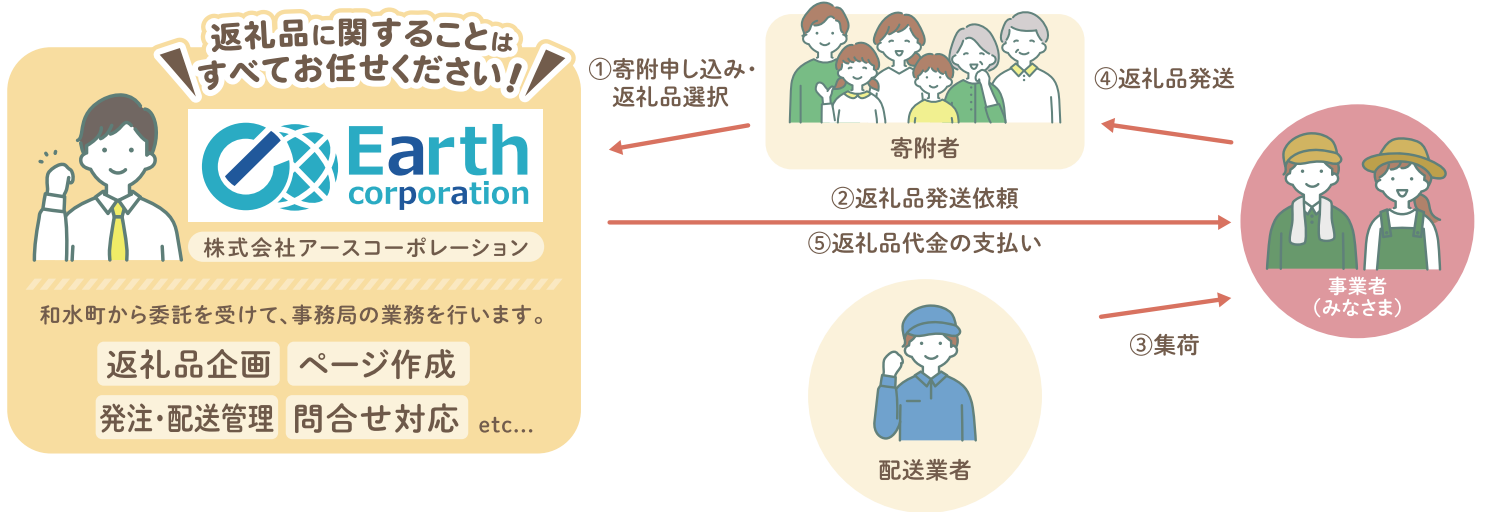 返礼品に関することは
すべてお任せください!
Earth
corporation
株式会社アースコーポレーション
和水町から委託を受けて、事務局の業務を行います。
返礼品企画
ページ作成
発注・配送管理
問合せ対応
etc...
①寄附申し込み・
返礼品選択
寄附者
④返礼品発送
②返礼品発送依頼
⑤返礼品代金の支払い
事業者
(みなさま)
③集荷
配送業者